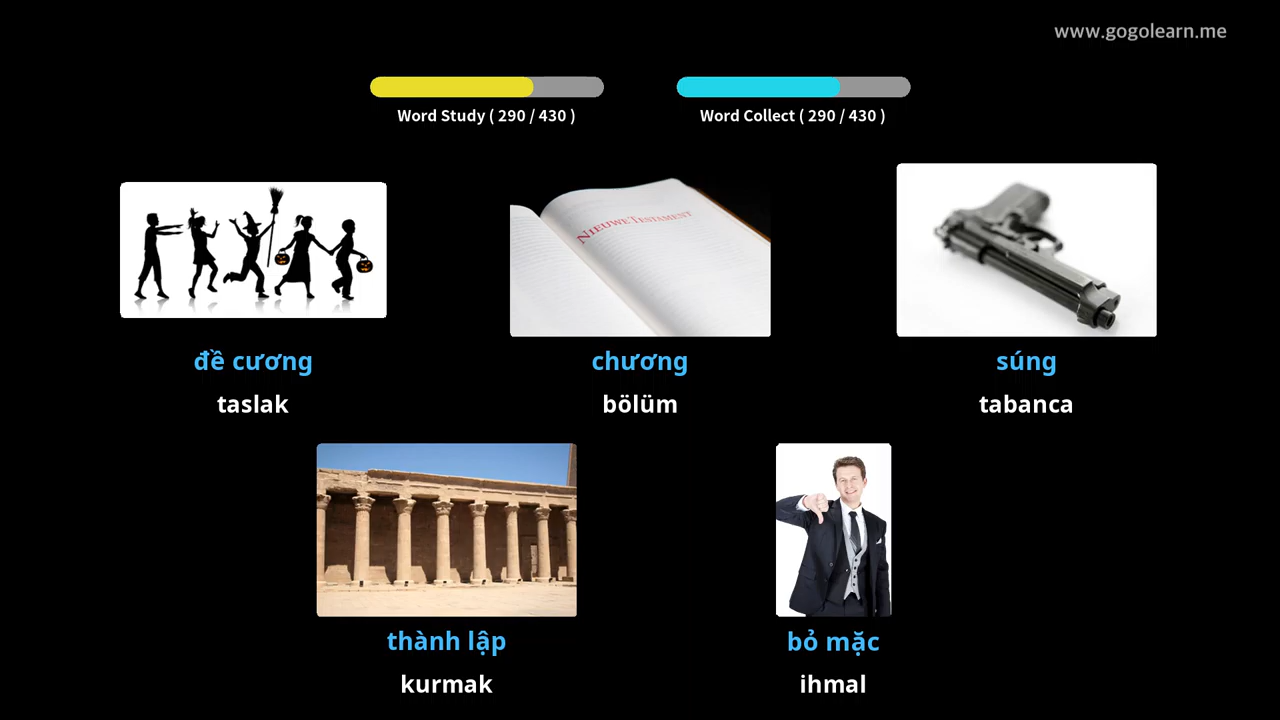 www.gogolearn.me
Word Study ( 290 / 430 )
Word Collect ( 290 / 430 )
NIEUWE TESTAMENT
đề cương
taslak
chương
bölüm
súng
tabanca
thành lập
kurmak
bỏ mặc
ihmal